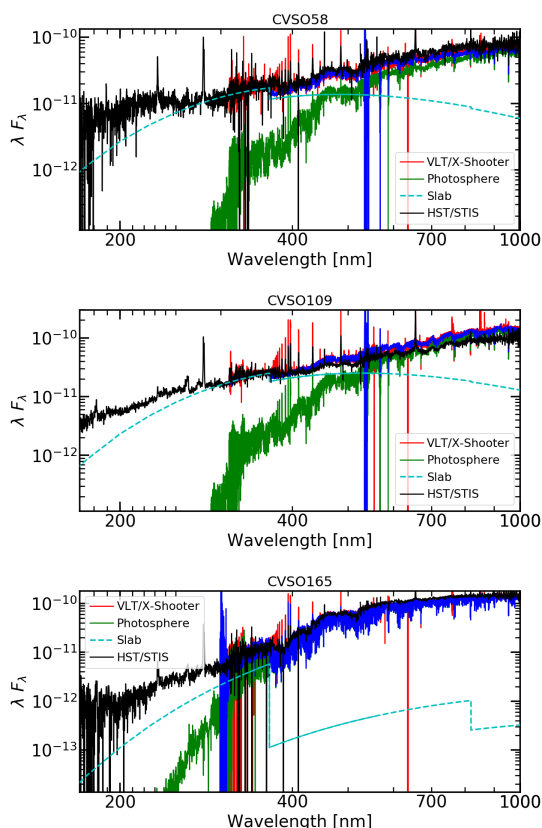 CVSO58
10⁻¹⁰
10⁻¹¹
10⁻¹²
λ F_λ
VLT/X-Shooter
Photosphere
Slab
HST/STIS
200 400 700 1000
Wavelength [nm]
CVSO109
10⁻¹⁰
10⁻¹¹
10⁻¹²
λ F_λ
VLT/X-Shooter
Photosphere
Slab
HST/STIS
200 400 700 1000
Wavelength [nm]
CVSO165
10⁻¹⁰
10⁻¹¹
10⁻¹²
10⁻¹³
λ F_λ
VLT/X-Shooter
Photosphere
Slab
HST/STIS
200 400 700 1000
Wavelength [nm]